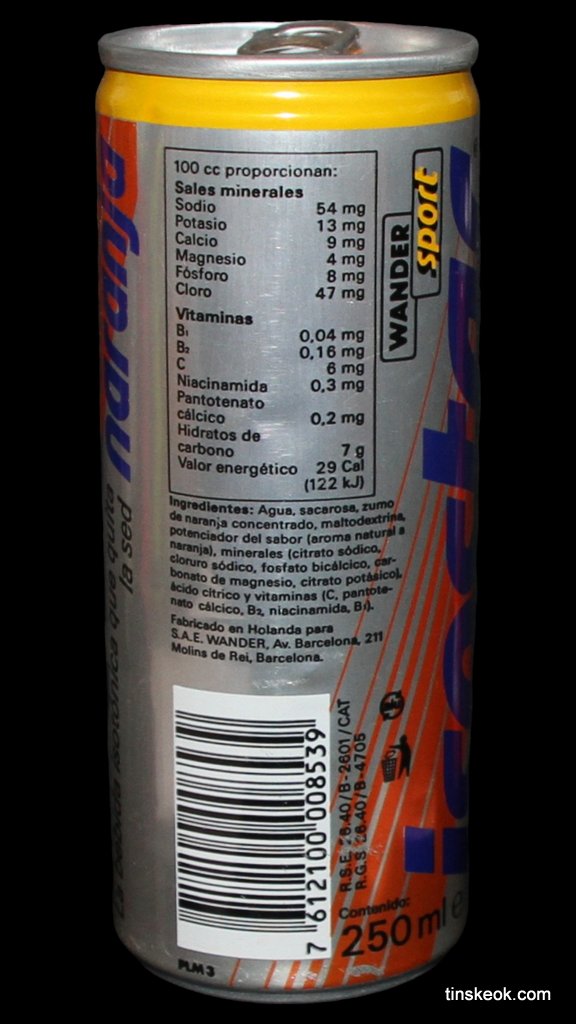 naranja
La bebida isotónica que quita
la sed
100 cc proporcionan:
Sales minerales
Sodio 54 mg
Potasio 13 mg
Calcio 9 mg
Magnesio 4 mg
Fósforo 8 mg
Cloro 47 mg
Vitaminas
B₁ 0,04 mg
B₂ 0,16 mg
C 6 mg
Niacinamida 0,3 mg
Pantotenato
cálcico 0,2 mg
Hidratos de
carbono 7 g
Valor energético 29 Cal
(122 kJ)
Ingredientes: Agua, sacarosa, zumo
de naranja concentrado, maltodextrina,
potenciador del sabor (aroma natural a
naranja), minerales (citrato sódico,
cloruro sódico, fosfato bicálcico, car-
bonato de magnesio, citrato potásico),
ácido cítrico y vitaminas (C, pantote-
nato cálcico, B₂, niacinamida, B₁).
Fabricado en Holanda para
S.A.E. WANDER, Av. Barcelona, 211
Molins de Rei, Barcelona.
WANDER
sport
7 612100 008539
R.S.E. 26.40/B-2601/CAT
R.G.S 26.40/B-4705
Contenido:
250 ml e
PLM 3
tinskeok.com